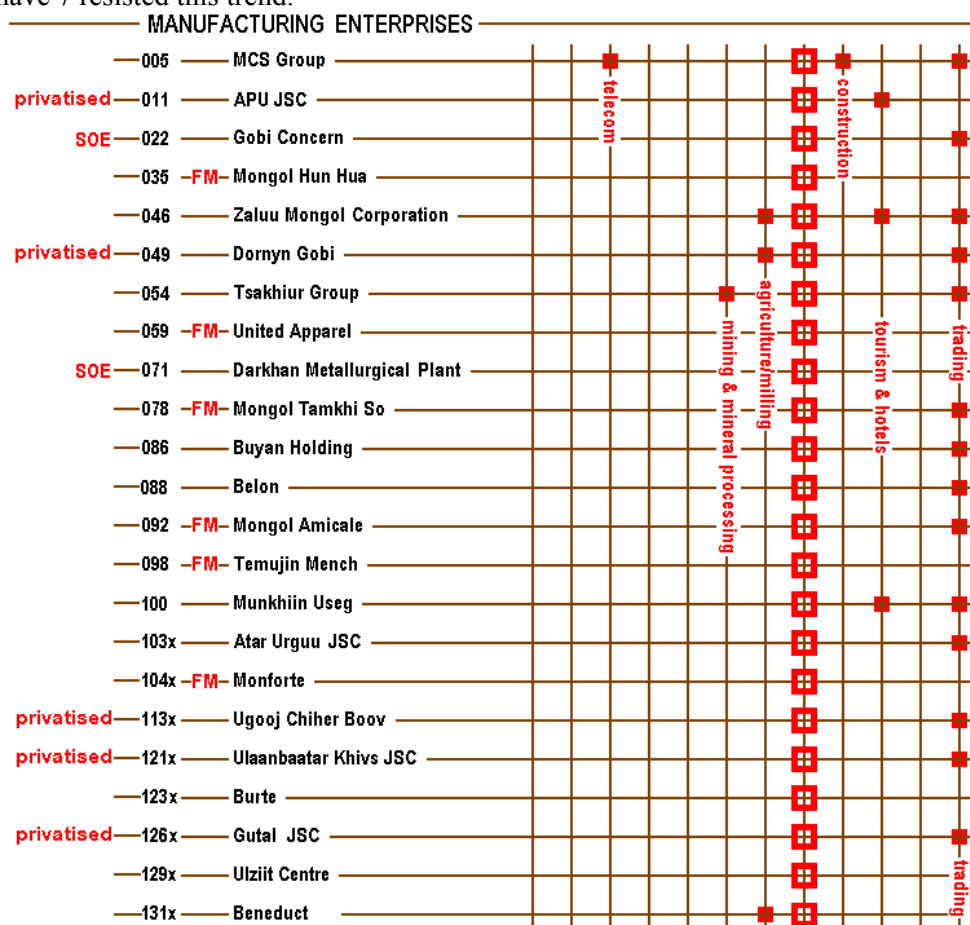 have 7 resisted this trend.
MANUFACTURING ENTERPRISES
005 MCS Group
privatised 011 APU JSC
SOE 022 Gobi Concern
035 FM Mongol Hun Hua
046 Zaluu Mongol Corporation
privatised 049 Dornyn Gobi
054 Tsakhiur Group
059 FM United Apparel
SOE 071 Darkhan Metallurgical Plant
078 FM Mongol Tamkhi So
086 Buyan Holding
088 Belon
092 FM Mongol Amicale
098 FM Temujin Mench
100 Munkhiin Useg
103x Atar Urguu JSC
104x FM Monforte
privatised 113x Ugooj Chiher Boov
privatised 121x Ulaanbaatar Khivs JSC
123x Burte
privatised 126x Gutal JSC
129x Ulziit Centre
131x Beneduct
telecom
mining & mineral processing
agriculture/milling
construction
tourism & hotels
trading
trading